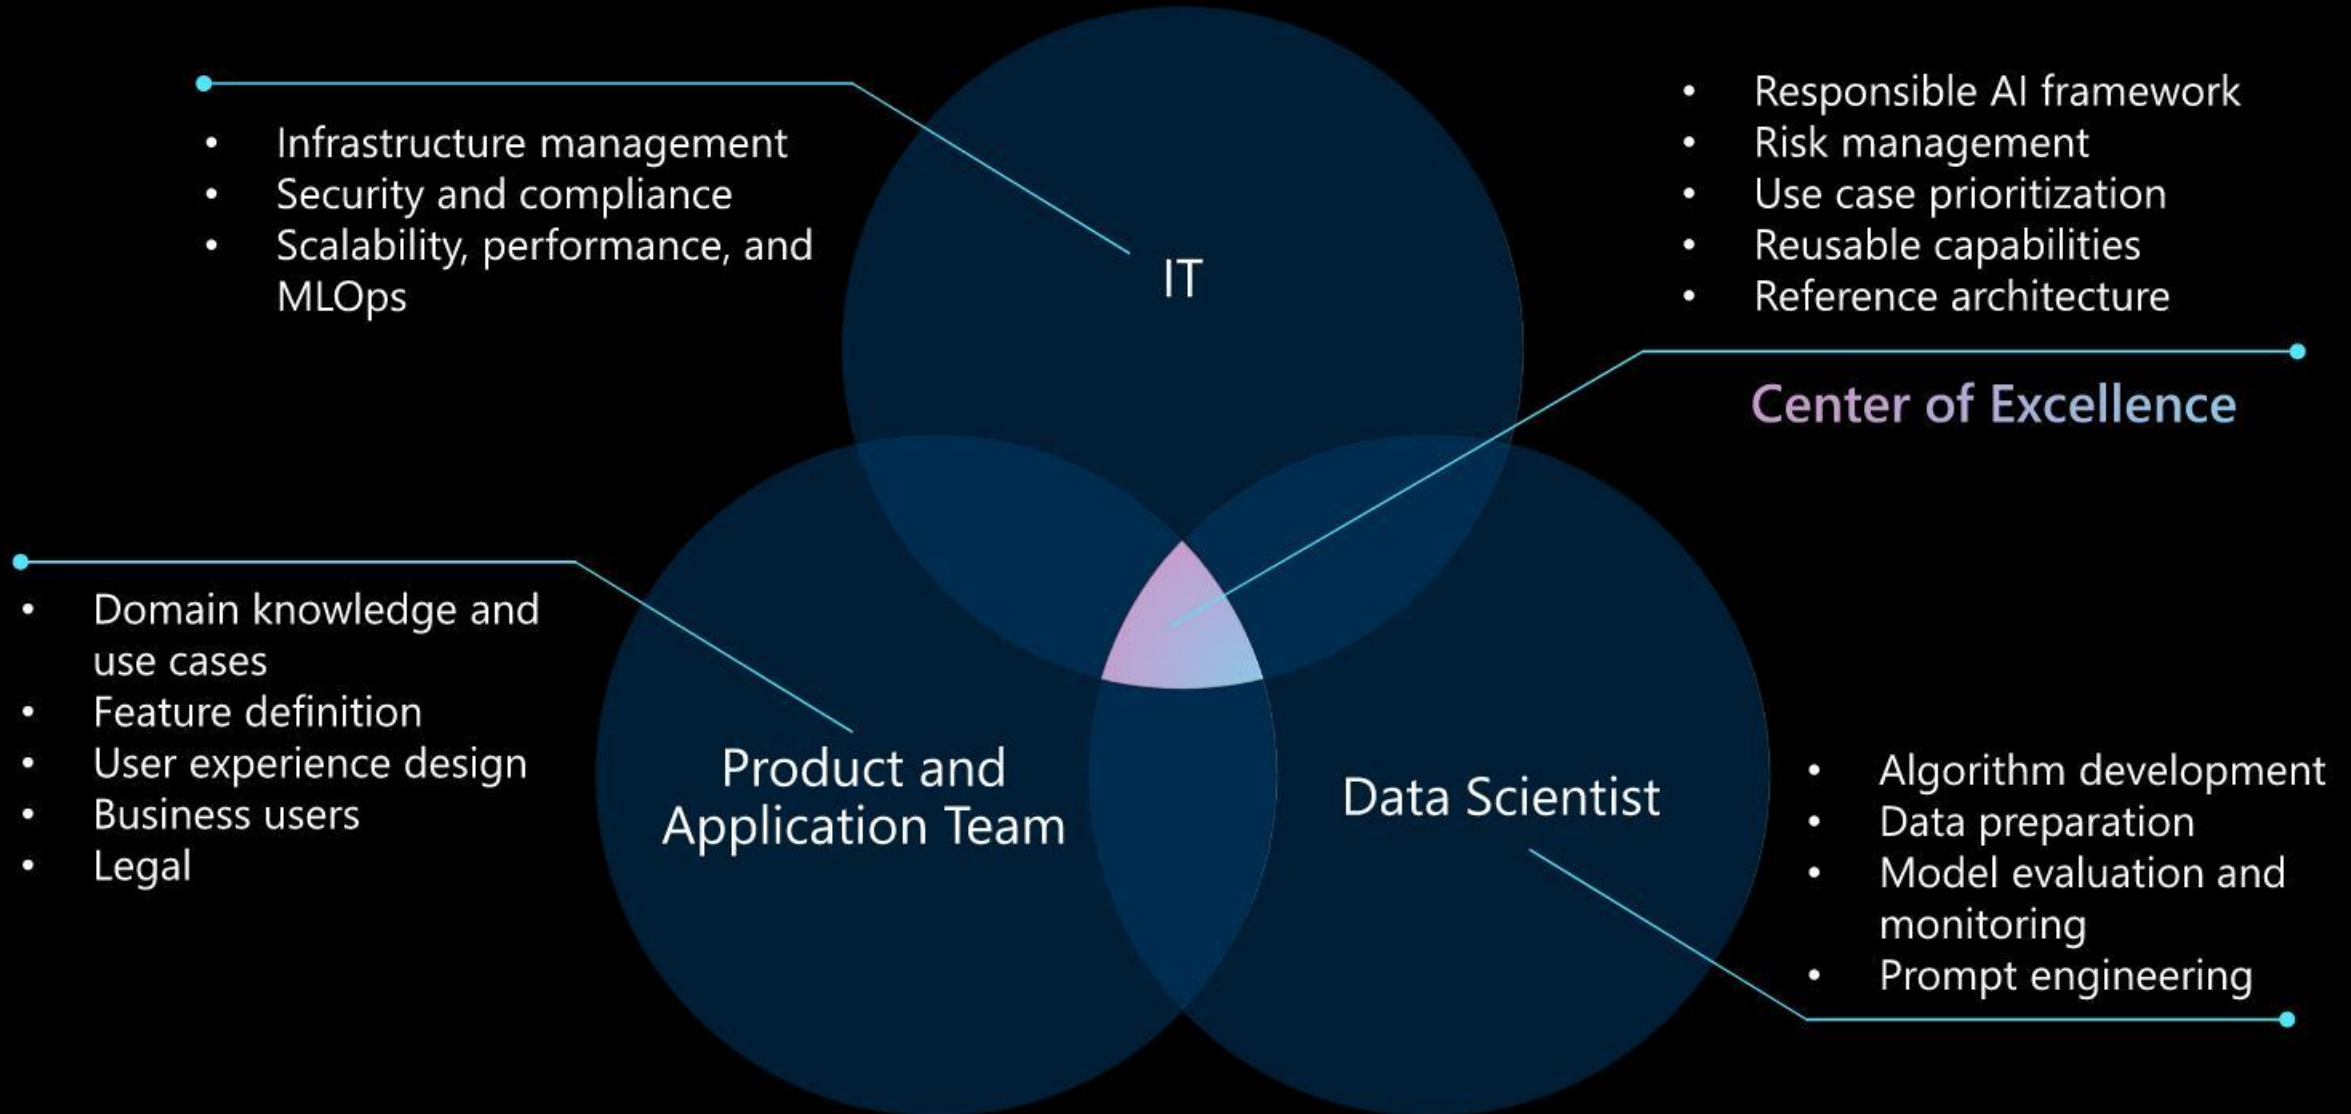 • Infrastructure management
• Security and compliance
• Scalability, performance, and
MLOps
IT
• Responsible AI framework
• Risk management
• Use case prioritization
• Reusable capabilities
• Reference architecture
Center of Excellence
• Domain knowledge and
use cases
• Feature definition
• User experience design
• Business users
• Legal
Product and
Application Team
Data Scientist
• Algorithm development
• Data preparation
• Model evaluation and
monitoring
• Prompt engineering